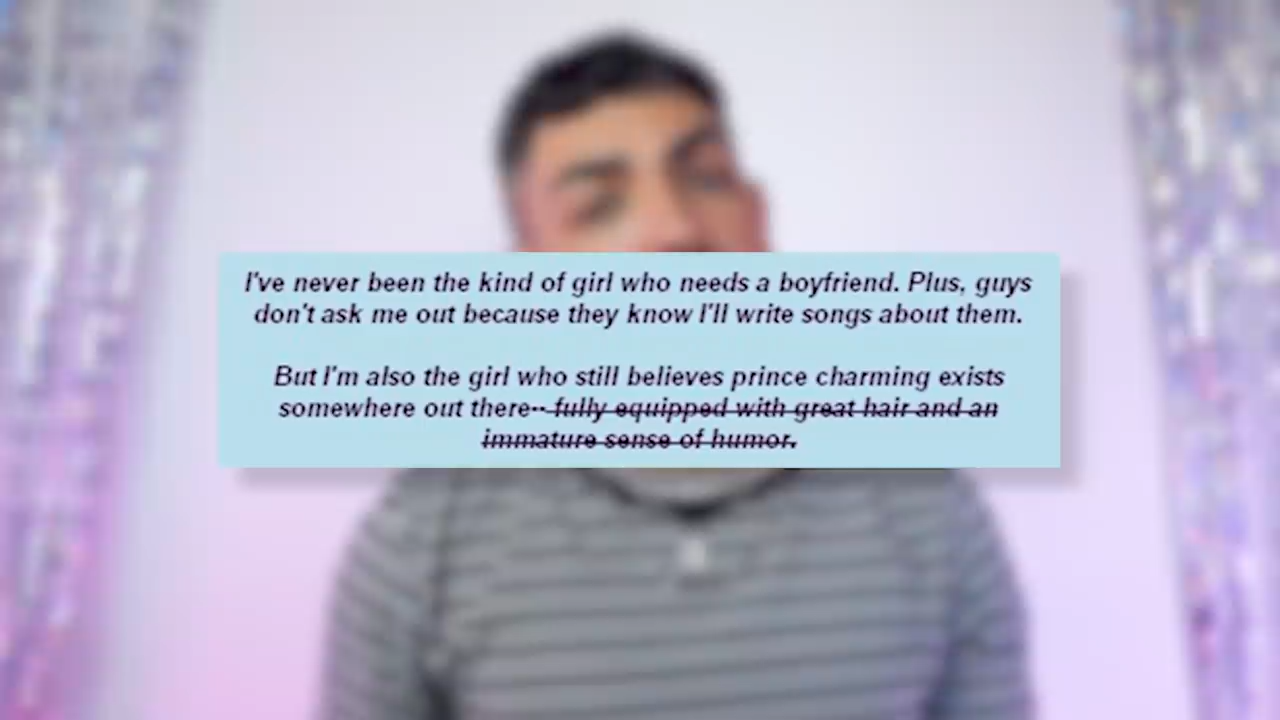 I've never been the kind of girl who needs a boyfriend. Plus, guys
don't ask me out because they know I'll write songs about them.
But I'm also the girl who still believes prince charming exists
somewhere out there-- fully equipped with great hair and an
immature sense of humor.